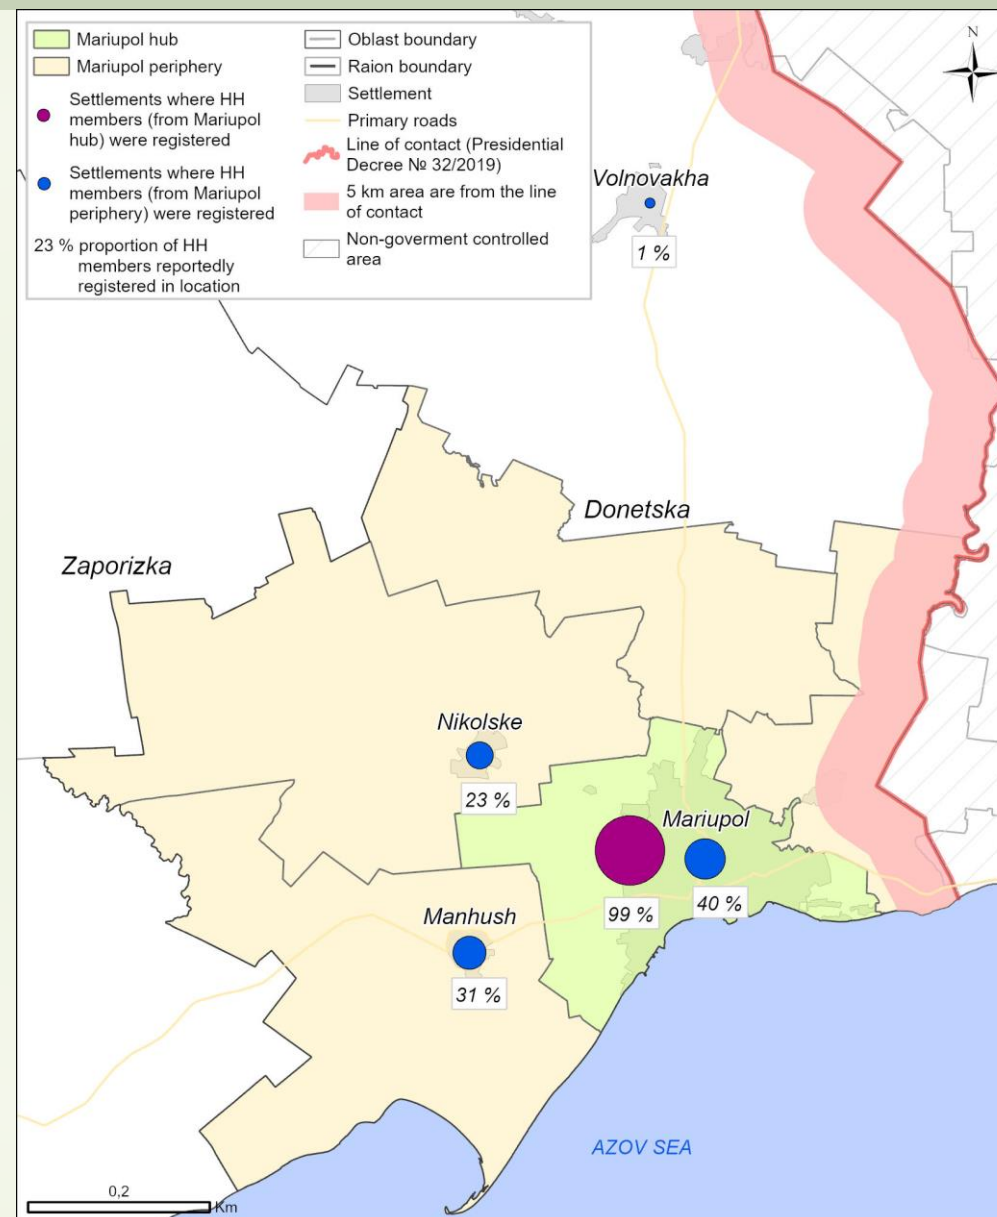 Mariupol hub
Mariupol periphery
Settlements where HH
members (from Mariupol
hub) were registered
Settlements where HH
members (from Mariupol
periphery) were registered
23 % proportion of HH
members reportedly
registered in location
Oblast boundary
Raion boundary
Settlement
Primary roads
Line of contact (Presidential
Decree № 32/2019)
5 km area are from the line
of contact
Non-goverment controlled
area
N
Volnovakha
1 %
Donetska
Zaporizka
Nikolske
23 %
Mariupol
99 %
40 %
Manhush
31 %
AZOV SEA
0,2
Km